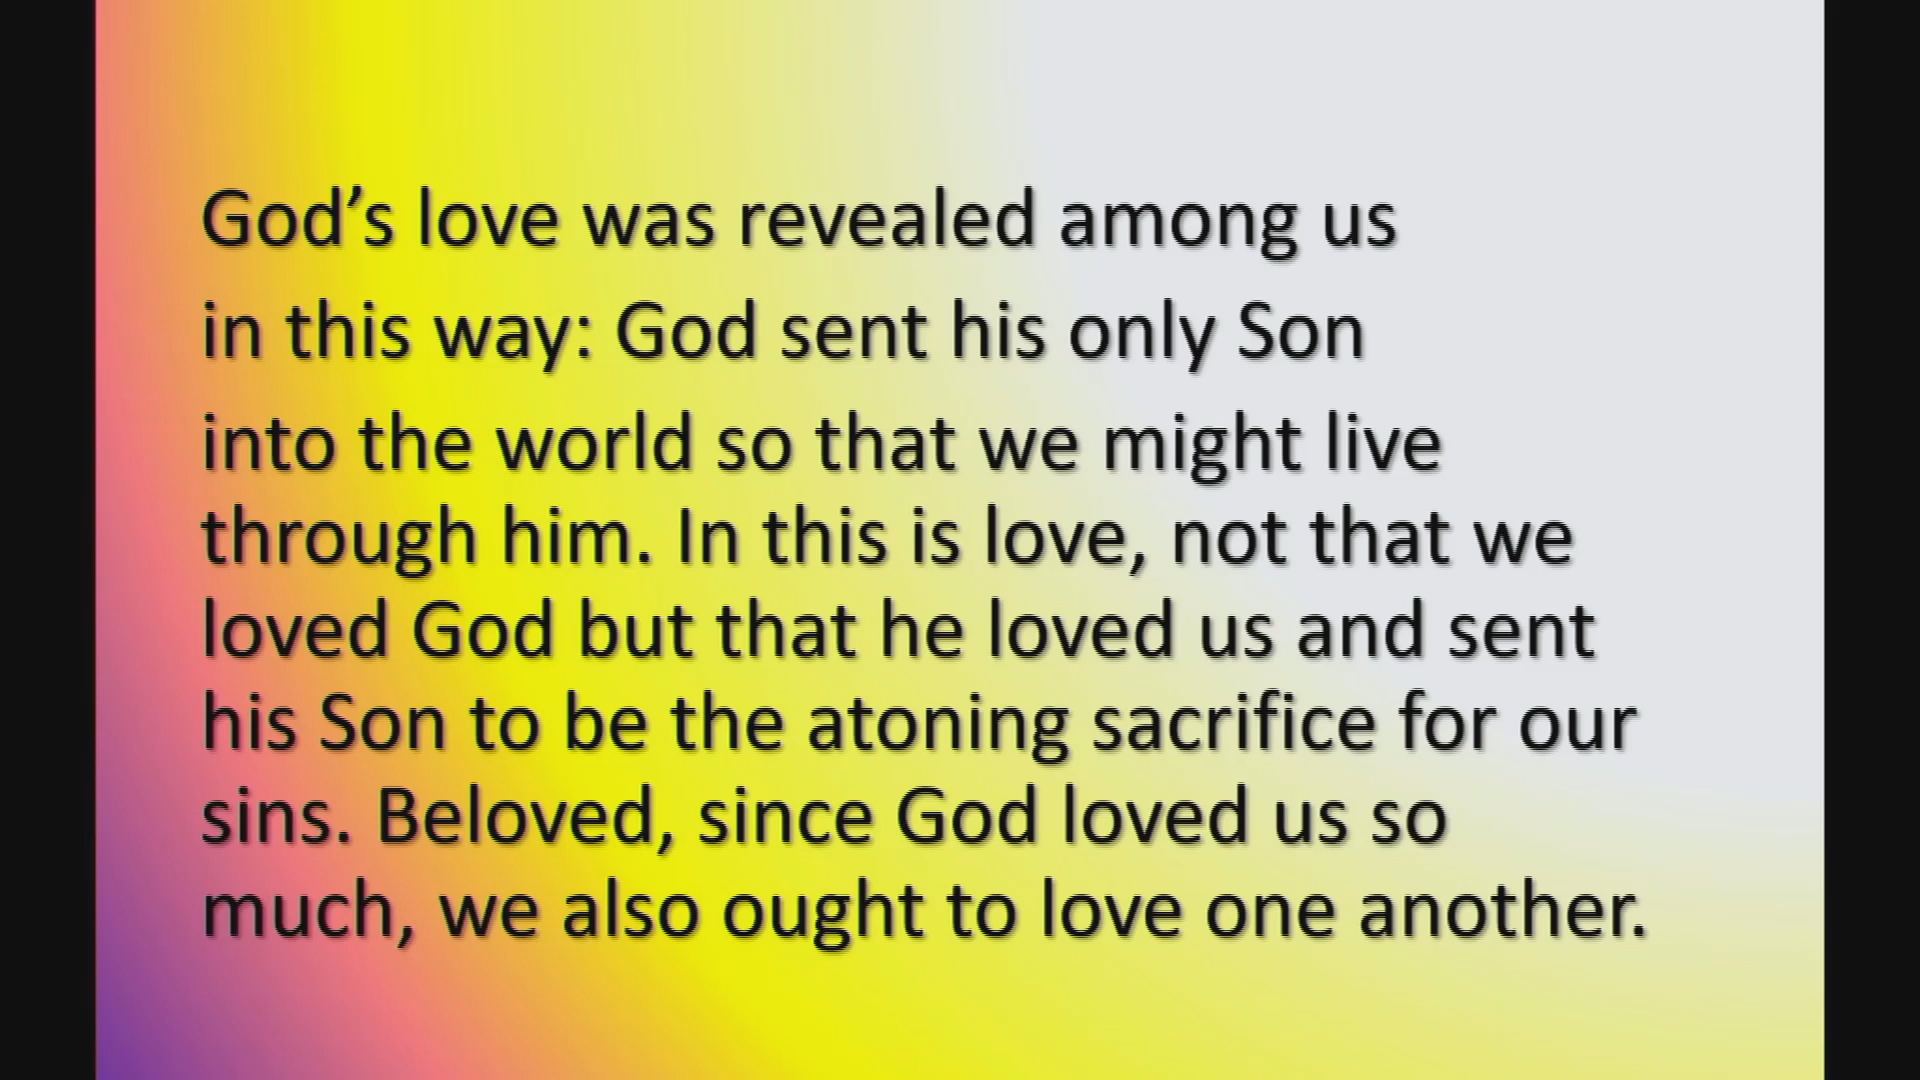 God’s love was revealed among us
in this way: God sent his only Son
into the world so that we might live
through him. In this is love, not that we
loved God but that he loved us and sent
his Son to be the atoning sacrifice for our
sins. Beloved, since God loved us so
much, we also ought to love one another.